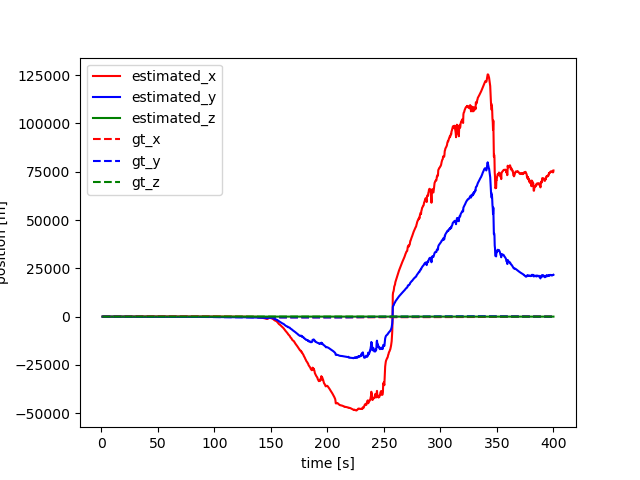 estimated_x
estimated_y
estimated_z
gt_x
gt_y
gt_z
125000
100000
75000
50000
25000
0
−25000
−50000
0
50
100
150
200
250
300
350
400
time [s]
position [m]